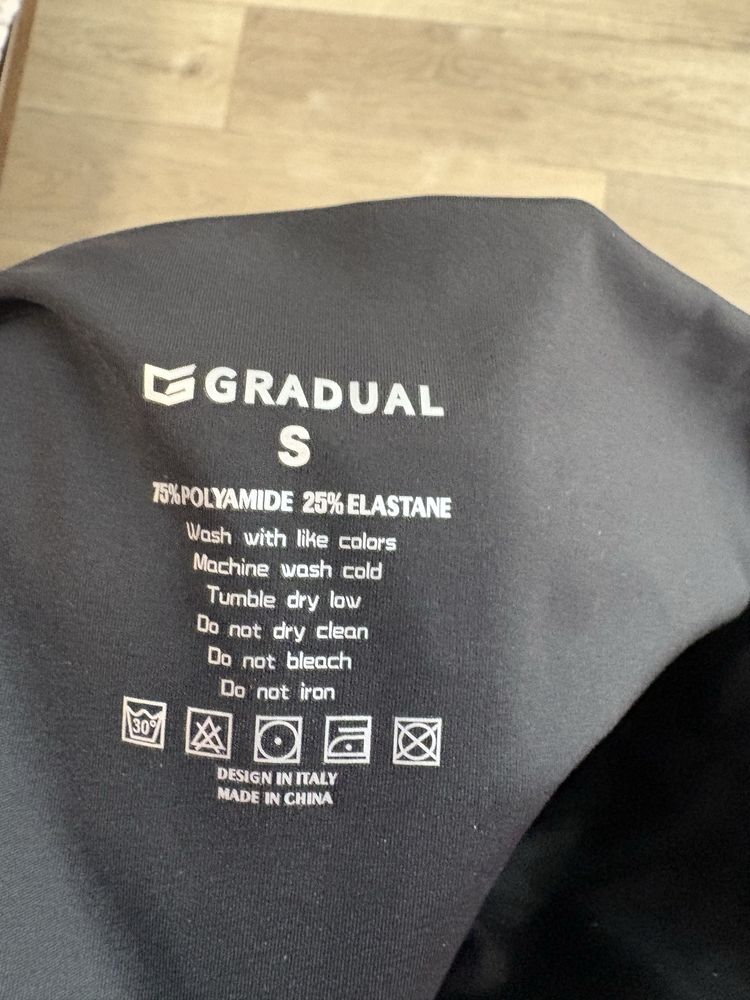 GRADUAL
S
75%POLYAMIDE 25%ELASTANE
Wash with like colors
Machine wash cold
Tumble dry low
Do not dry clean
Do not bleach
Do not iron
30°
DESIGN IN ITALY
MADE IN CHINA